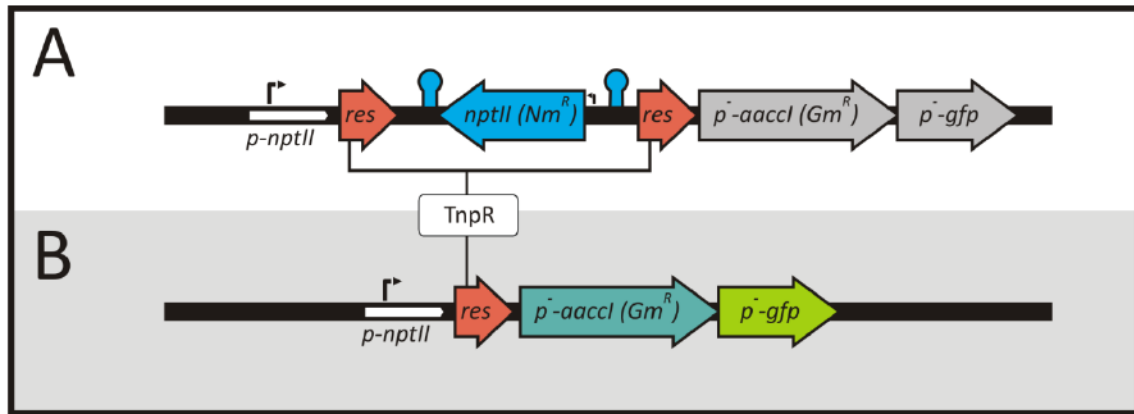 A
p-nptII
res
nptII (Nm^R)
res
p^--aaccI (Gm^R)
p^--gfp
TnpR
B
p-nptII
res
p^--aaccI (Gm^R)
p^--gfp